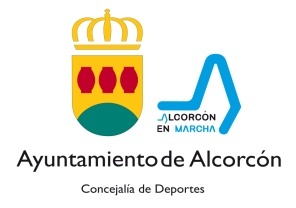 ALCORCÓN
EN MARCHA
Ayuntamiento de Alcorcón
Concejalía de Deportes